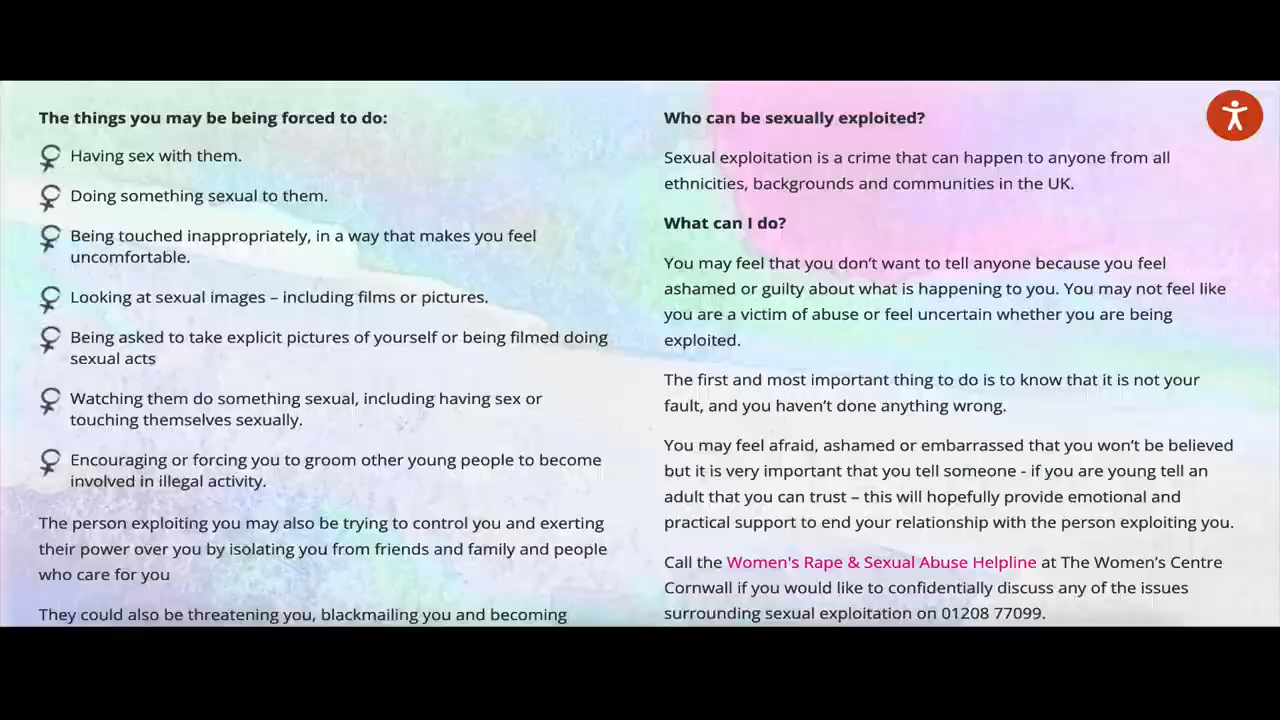 The things you may be being forced to do:
Having sex with them.
Doing something sexual to them.
Being touched inappropriately, in a way that makes you feel
uncomfortable.
Looking at sexual images – including films or pictures.
Being asked to take explicit pictures of yourself or being filmed doing
sexual acts
Watching them do something sexual, including having sex or
touching themselves sexually.
Encouraging or forcing you to groom other young people to become
involved in illegal activity.
The person exploiting you may also be trying to control you and exerting
their power over you by isolating you from friends and family and people
who care for you
They could also be threatening you, blackmailing you and becoming
Who can be sexually exploited?
Sexual exploitation is a crime that can happen to anyone from all
ethnicities, backgrounds and communities in the UK.
What can I do?
You may feel that you don’t want to tell anyone because you feel
ashamed or guilty about what is happening to you. You may not feel like
you are a victim of abuse or feel uncertain whether you are being
exploited.
The first and most important thing to do is to know that it is not your
fault, and you haven’t done anything wrong.
You may feel afraid, ashamed or embarrassed that you won’t be believed
but it is very important that you tell someone - if you are young tell an
adult that you can trust – this will hopefully provide emotional and
practical support to end your relationship with the person exploiting you.
Call the Women's Rape & Sexual Abuse Helpline at The Women’s Centre
Cornwall if you would like to confidentially discuss any of the issues
surrounding sexual exploitation on 01208 77099.